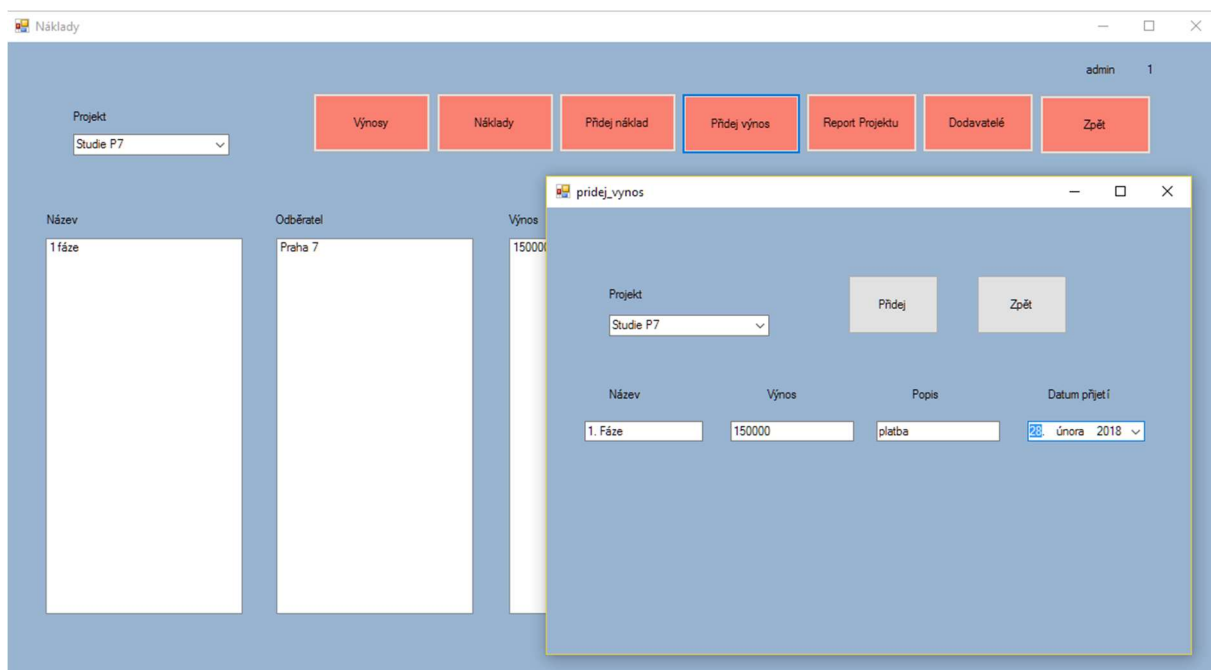 Náklady
admin 1
Projekt
Studie P7
Výnosy Náklady Přidej náklad Přidej výnos Report Projektu Dodavatelé Zpět
Název Odběratel Výnos
1 fáze Praha 7 150000
pridej_vynos
Projekt
Studie P7
Přidej Zpět
Název Výnos Popis Datum přijetí
1. Fáze 150000 platba 28. února 2018